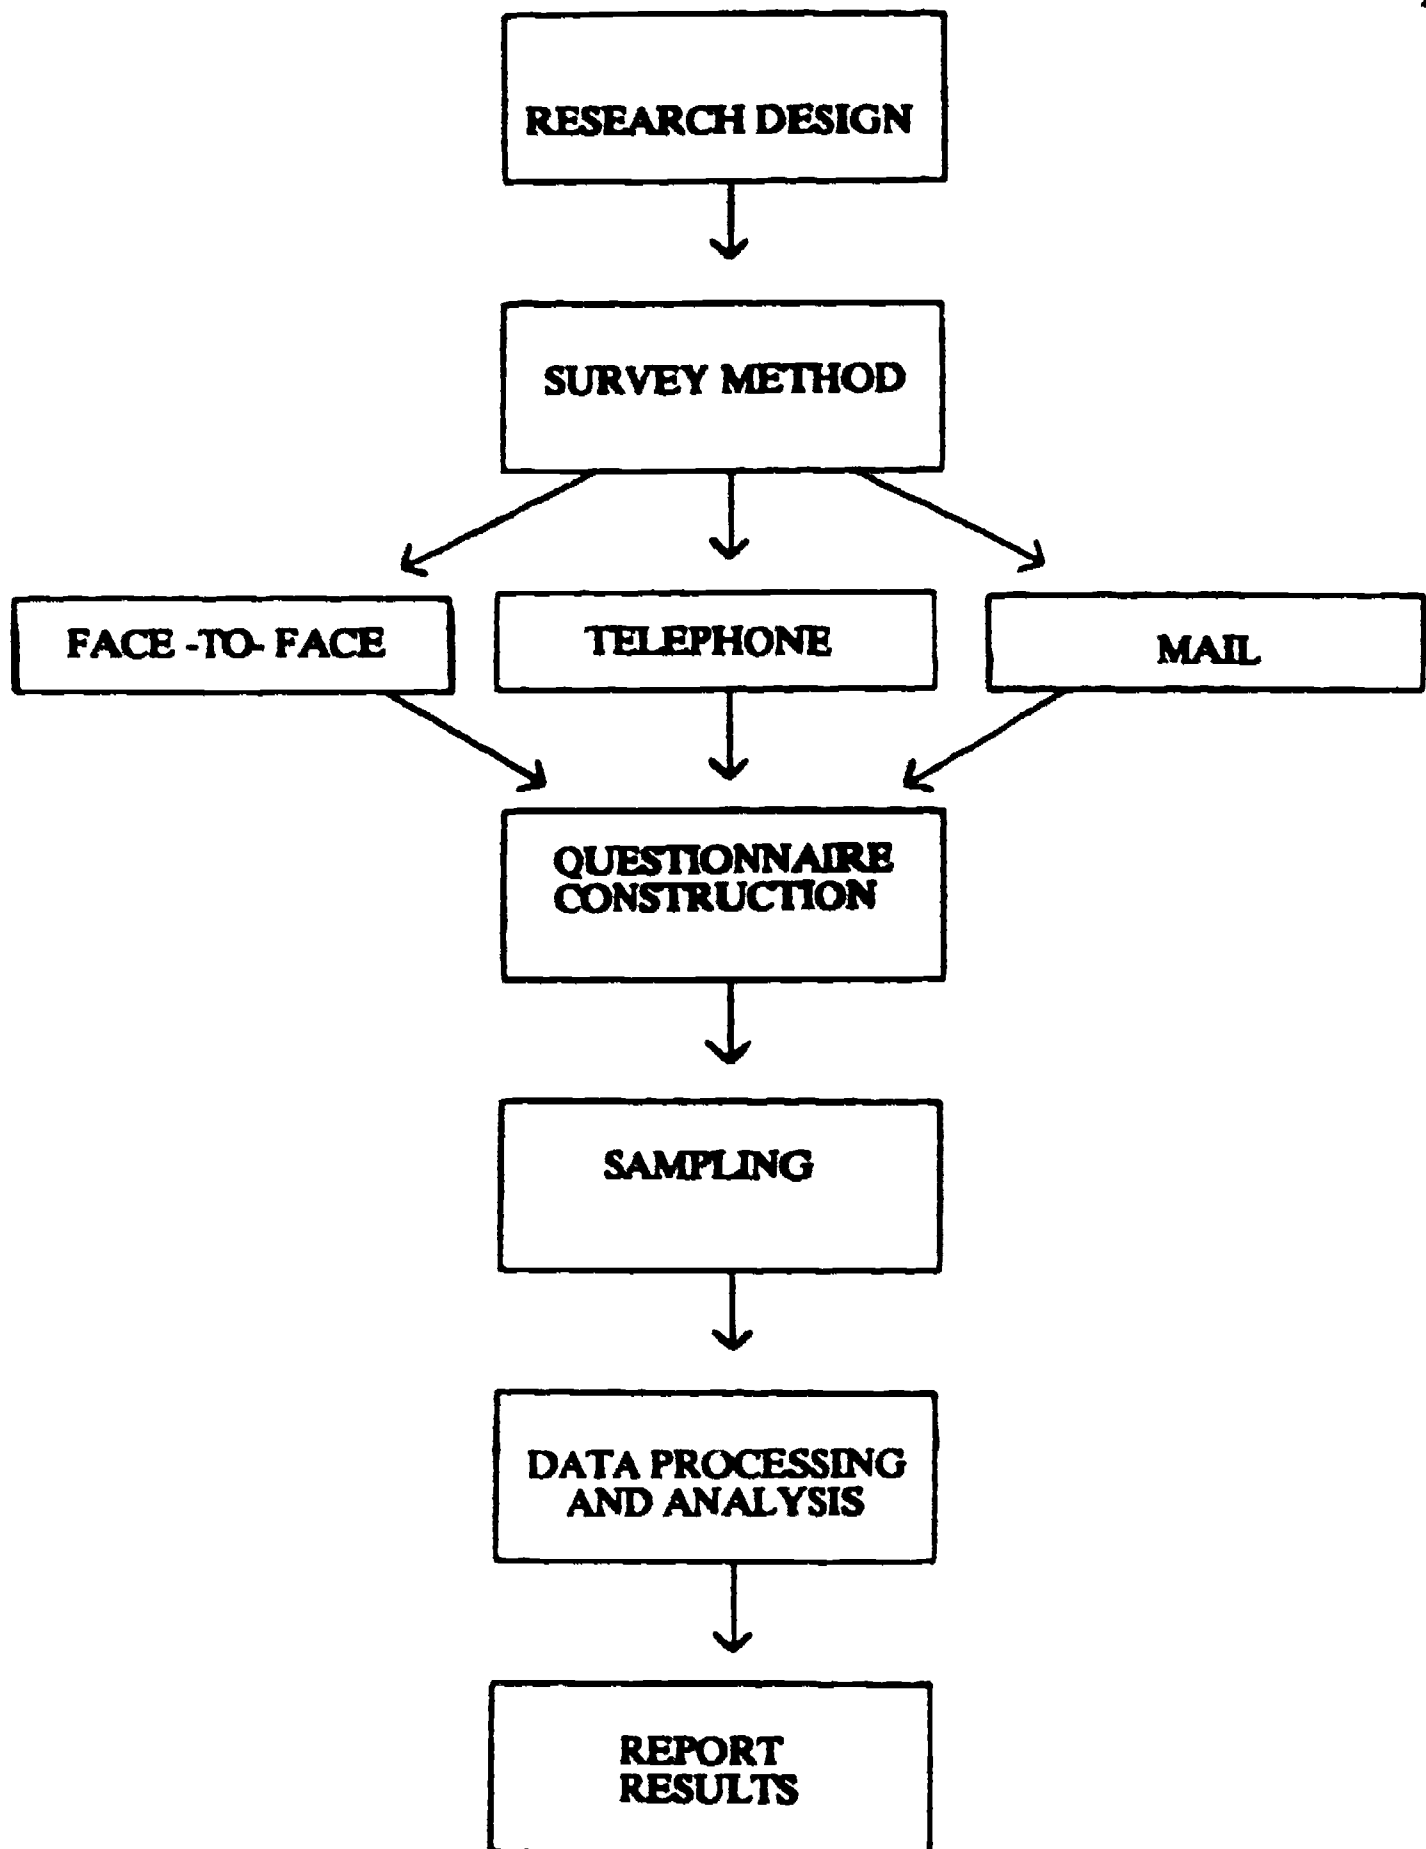 RESEARCH DESIGN
SURVEY METHOD
FACE -TO- FACE
TELEPHONE
MAIL
QUESTIONNAIRE
CONSTRUCTION
SAMPLING
DATA PROCESSING
AND ANALYSIS
REPORT
RESULTS